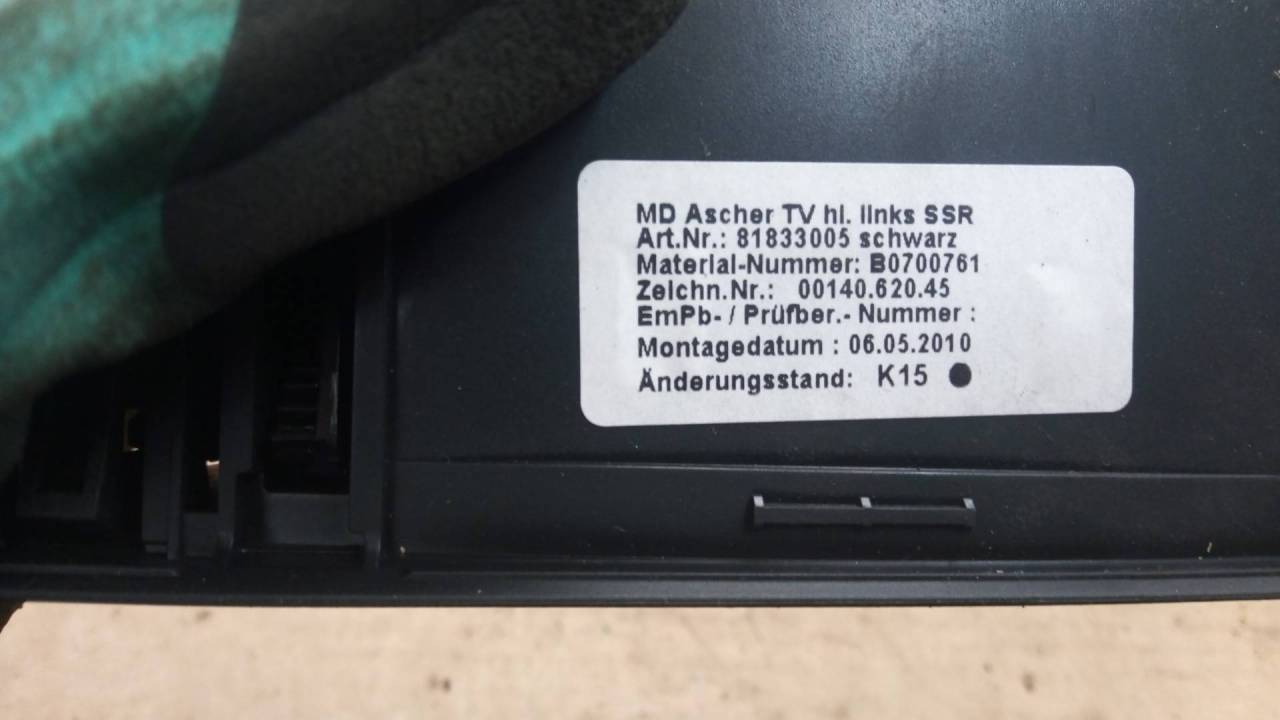 MD Ascher TV hl. links SSR
Art.Nr.: 81833005 schwarz
Material-Nummer: B0700761
Zeichn.Nr.: 00140.620.45
EmPb- / Prüfber.- Nummer :
Montagedatum : 06.05.2010
Änderungsstand: K15